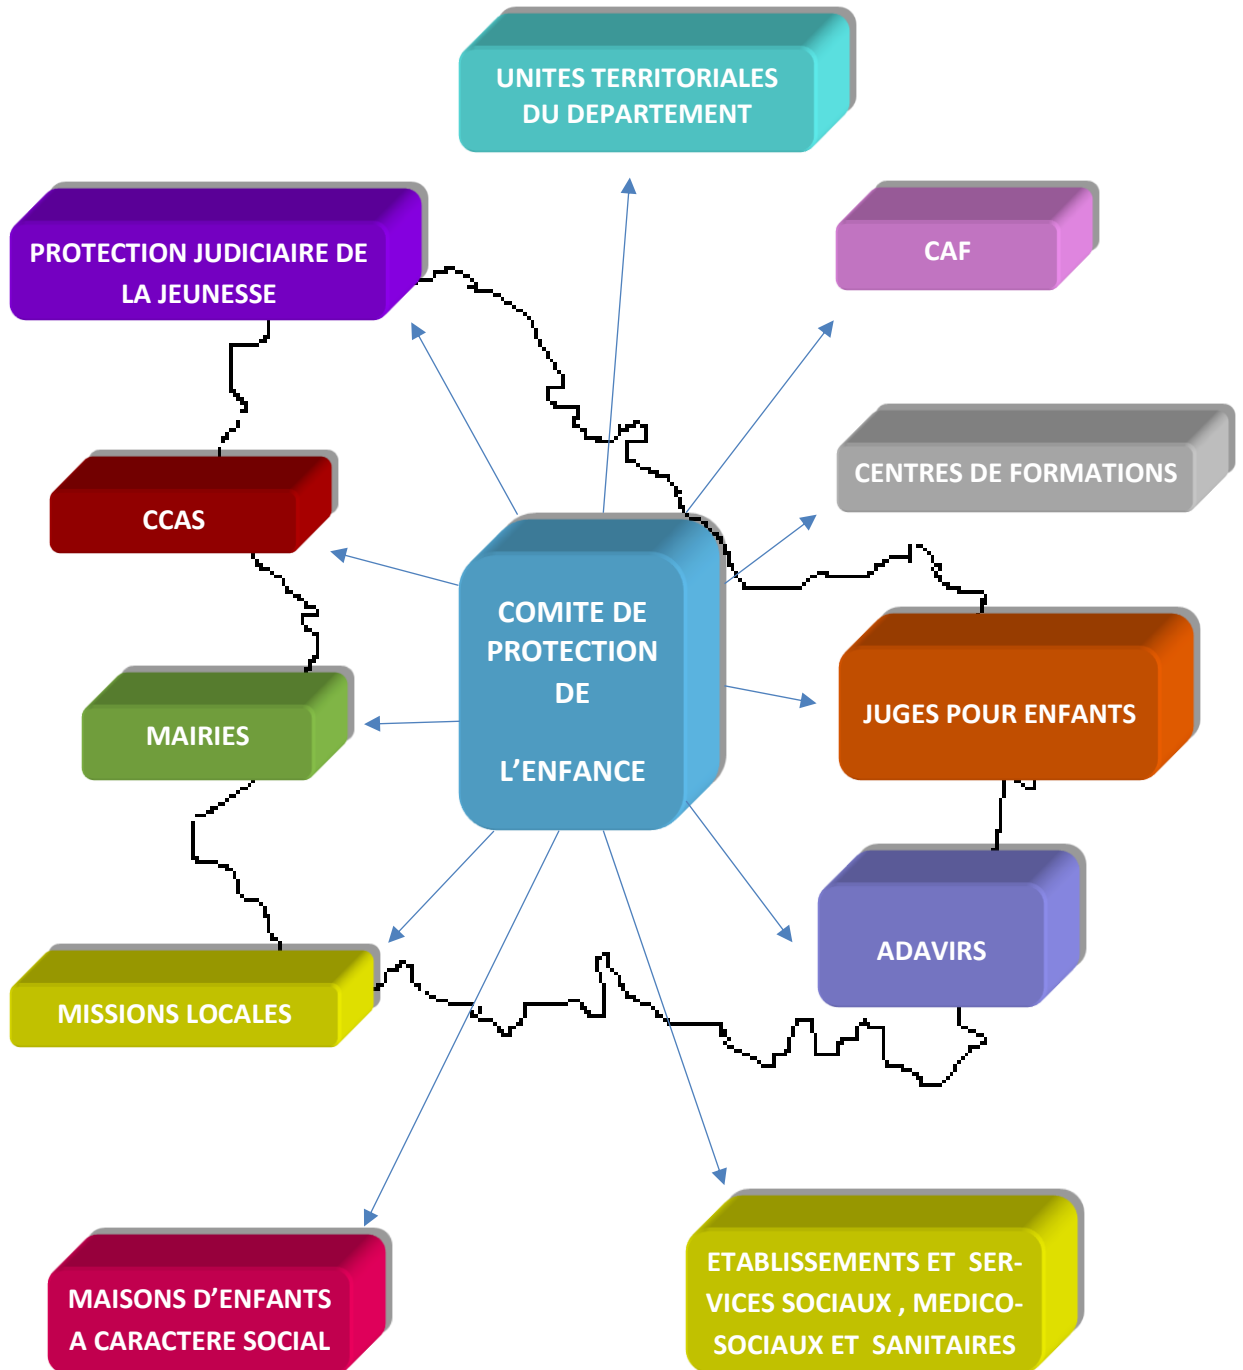 UNITES TERRITORIALES
DU DEPARTEMENT
PROTECTION JUDICIAIRE DE
LA JEUNESSE
CAF
CENTRES DE FORMATIONS
CCAS
COMITE DE
PROTECTION
DE
L’ENFANCE
JUGES POUR ENFANTS
MAIRIES
ADAVIRS
MISSIONS LOCALES
MAISONS D’ENFANTS
A CARACTERE SOCIAL
ETABLISSEMENTS ET SER-
VICES SOCIAUX , MEDICO-
SOCIAUX ET SANITAIRES